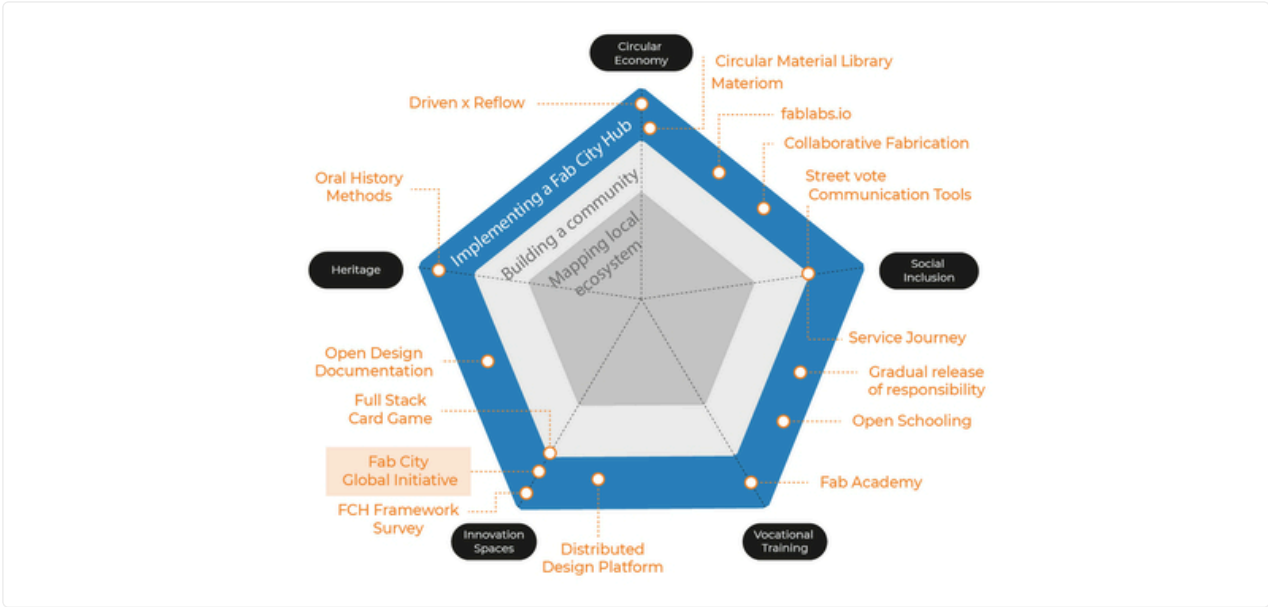 Circular
Economy
Circular Material Library
Materiom
Driven x Reflow
fablabs.io
Collaborative Fabrication
Street vote
Communication Tools
Oral History
Methods
Implementing a Fab City Hub
Building a community
Mapping local
ecosystem
Heritage
Social
Inclusion
Service Journey
Open Design
Documentation
Gradual release
of responsibility
Full Stack
Card Game
Open Schooling
Fab City
Global Initiative
Fab Academy
FCH Framework
Survey
Innovation
Spaces
Distributed
Design Platform
Vocational
Training